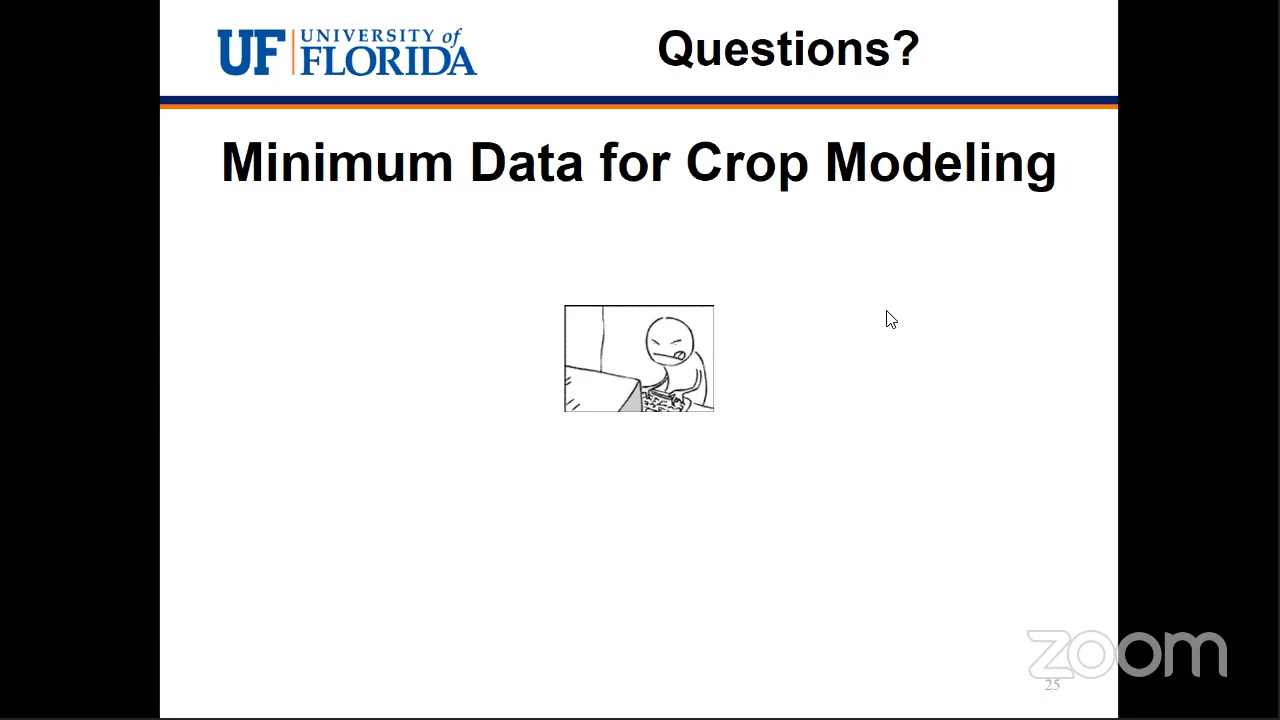 UF UNIVERSITY of
FLORIDA
Questions?
Minimum Data for Crop Modeling
zoom
25